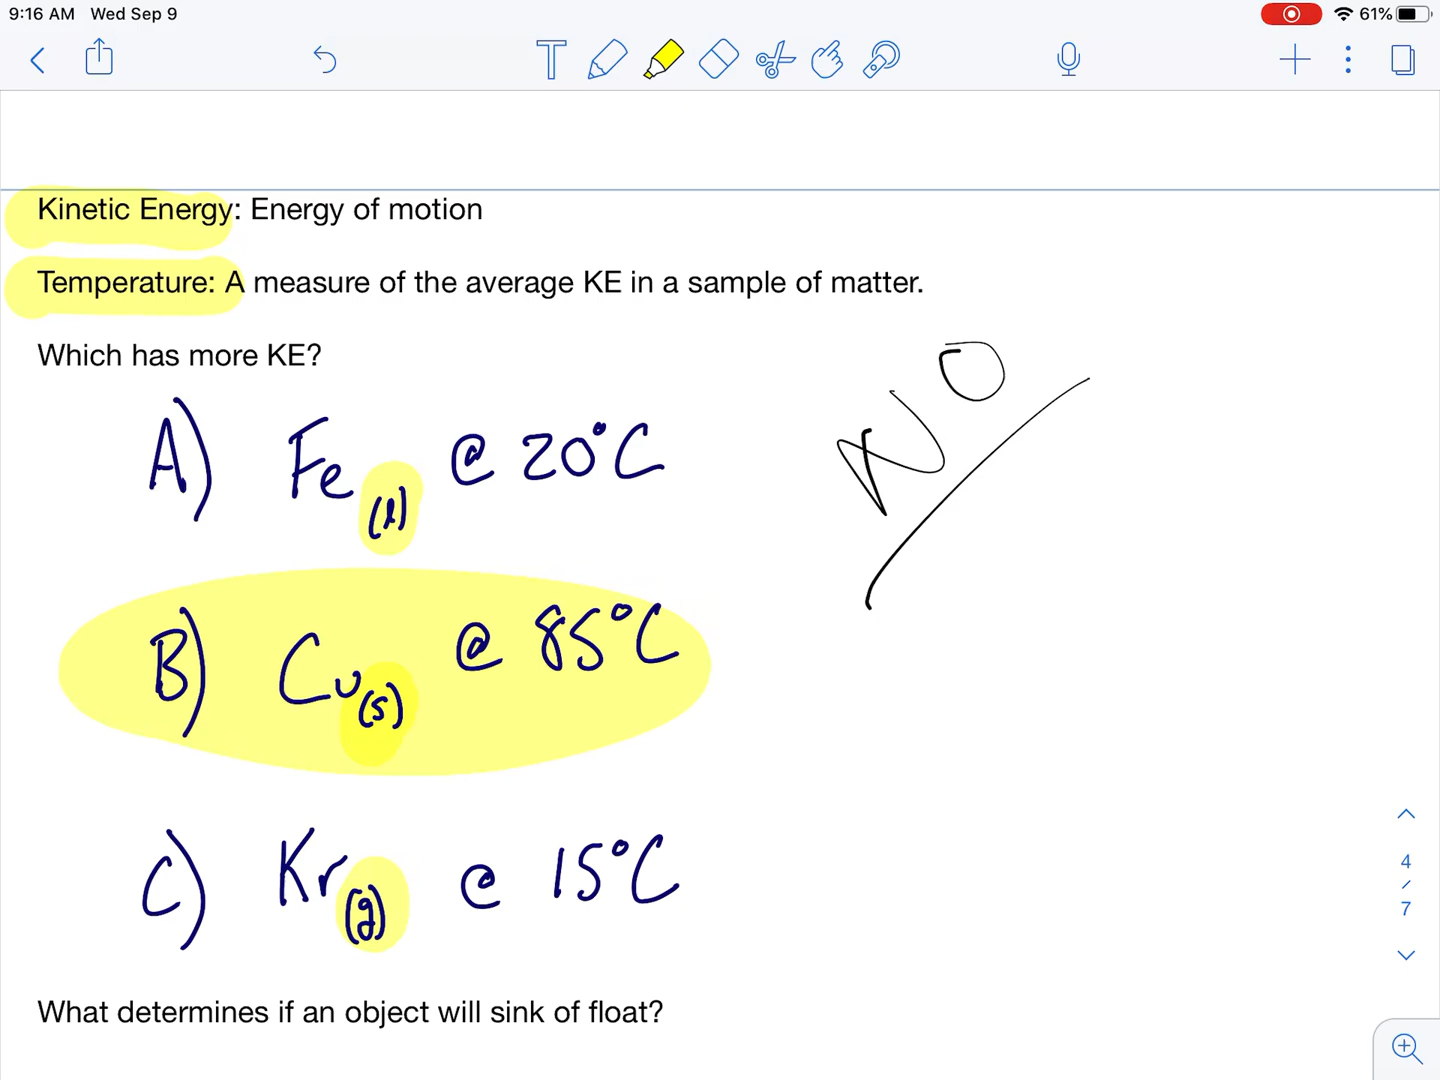 9:16 AM Wed Sep 9
61%
T
Kinetic Energy: Energy of motion
Temperature: A measure of the average KE in a sample of matter.
Which has more KE?
NO
A) Fe(l) @ 20°C
B) Cu(s) @ 85°C
C) Kr(g) @ 15°C
4
/
7
What determines if an object will sink of float?